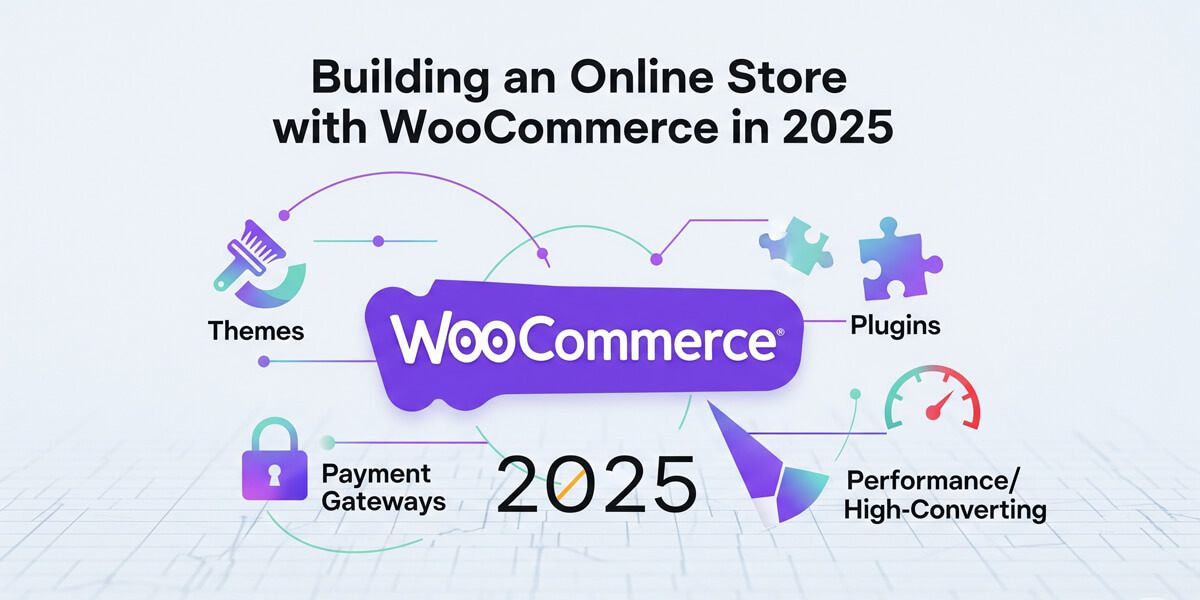 Building an Online Store
with WooCommerce in 2025
Themes
WooCommerce®
Plugins
Payment
Gateways
2025
Performance/
High-Converting